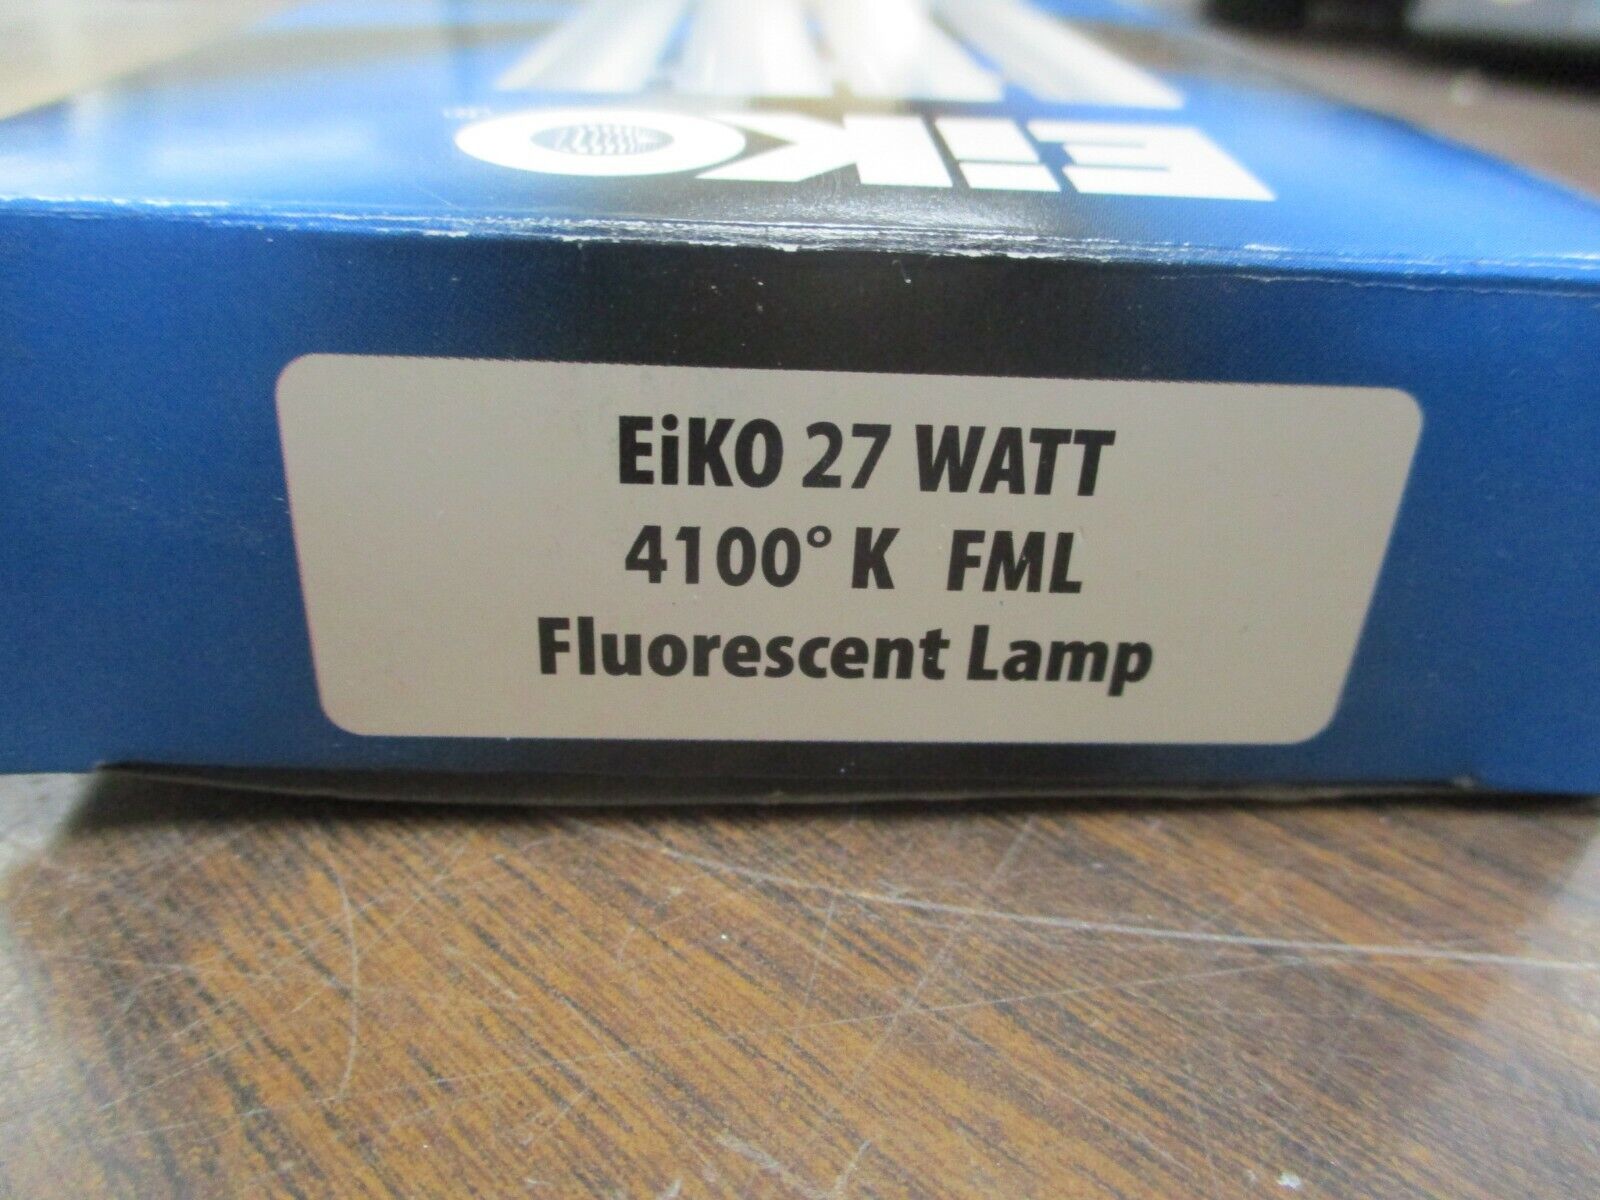 EiKO
EiKO 27 WATT
4100° K FML
Fluorescent Lamp